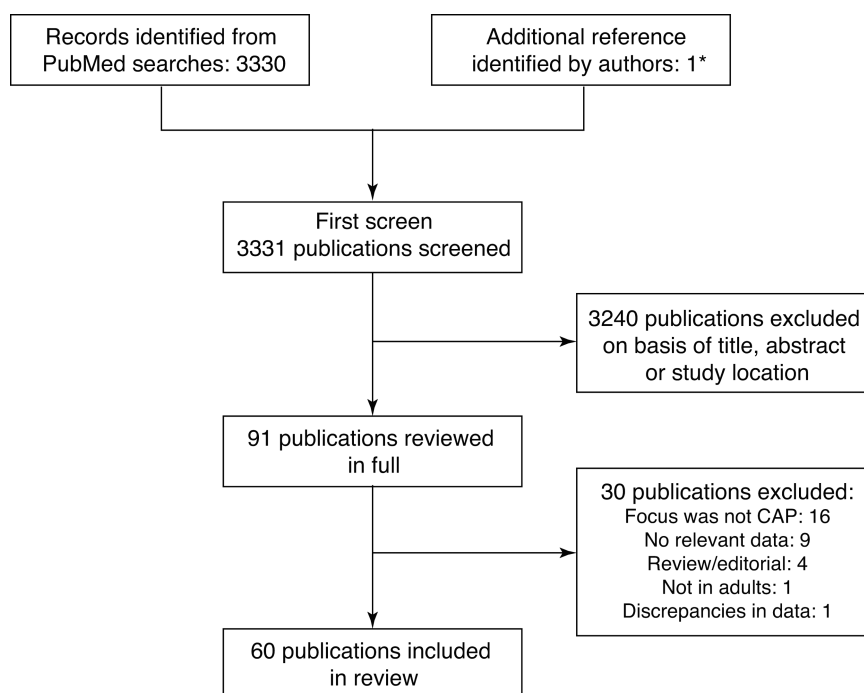 Records identified from
PubMed searches: 3330
Additional reference
identified by authors: 1*
First screen
3331 publications screened
3240 publications excluded
on basis of title, abstract
or study location
91 publications reviewed
in full
30 publications excluded:
Focus was not CAP: 16
No relevant data: 9
Review/editorial: 4
Not in adults: 1
Discrepancies in data: 1
60 publications included
in review